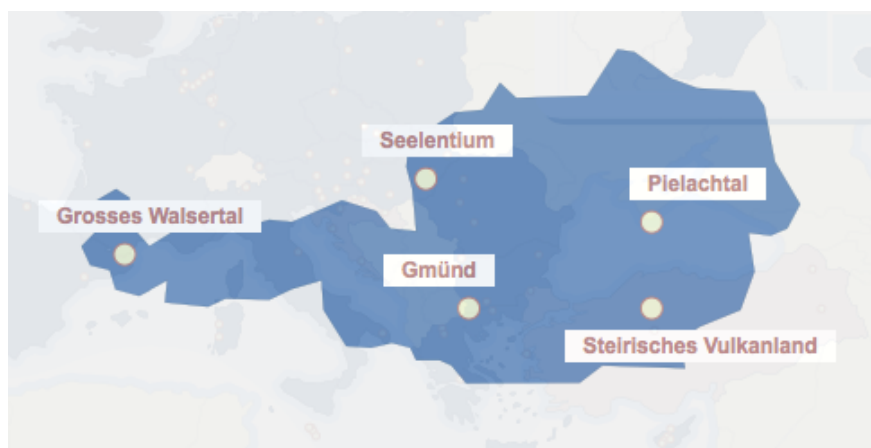 Seelentium
Pielachtal
Grosses Walsertal
Gmünd
Steirisches Vulkanland